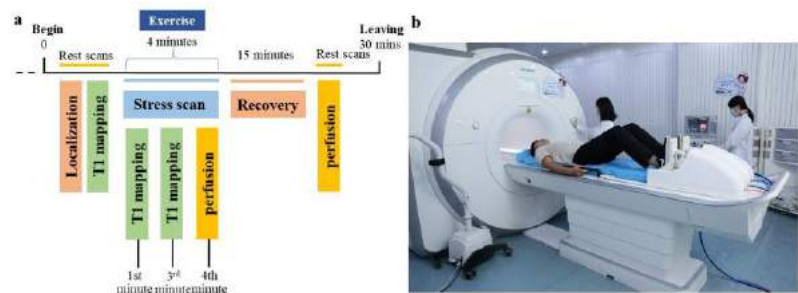 a
b
Exercise
Begin
0
Leaving
30 mins
Rest scans
4 minutes
15 minutes
Rest scans
Localization
T1 mapping
Stress scan
Recovery
perfusion
T1 mapping
T1 mapping
perfusion
1st
minute
3rd
minute
4th
minute